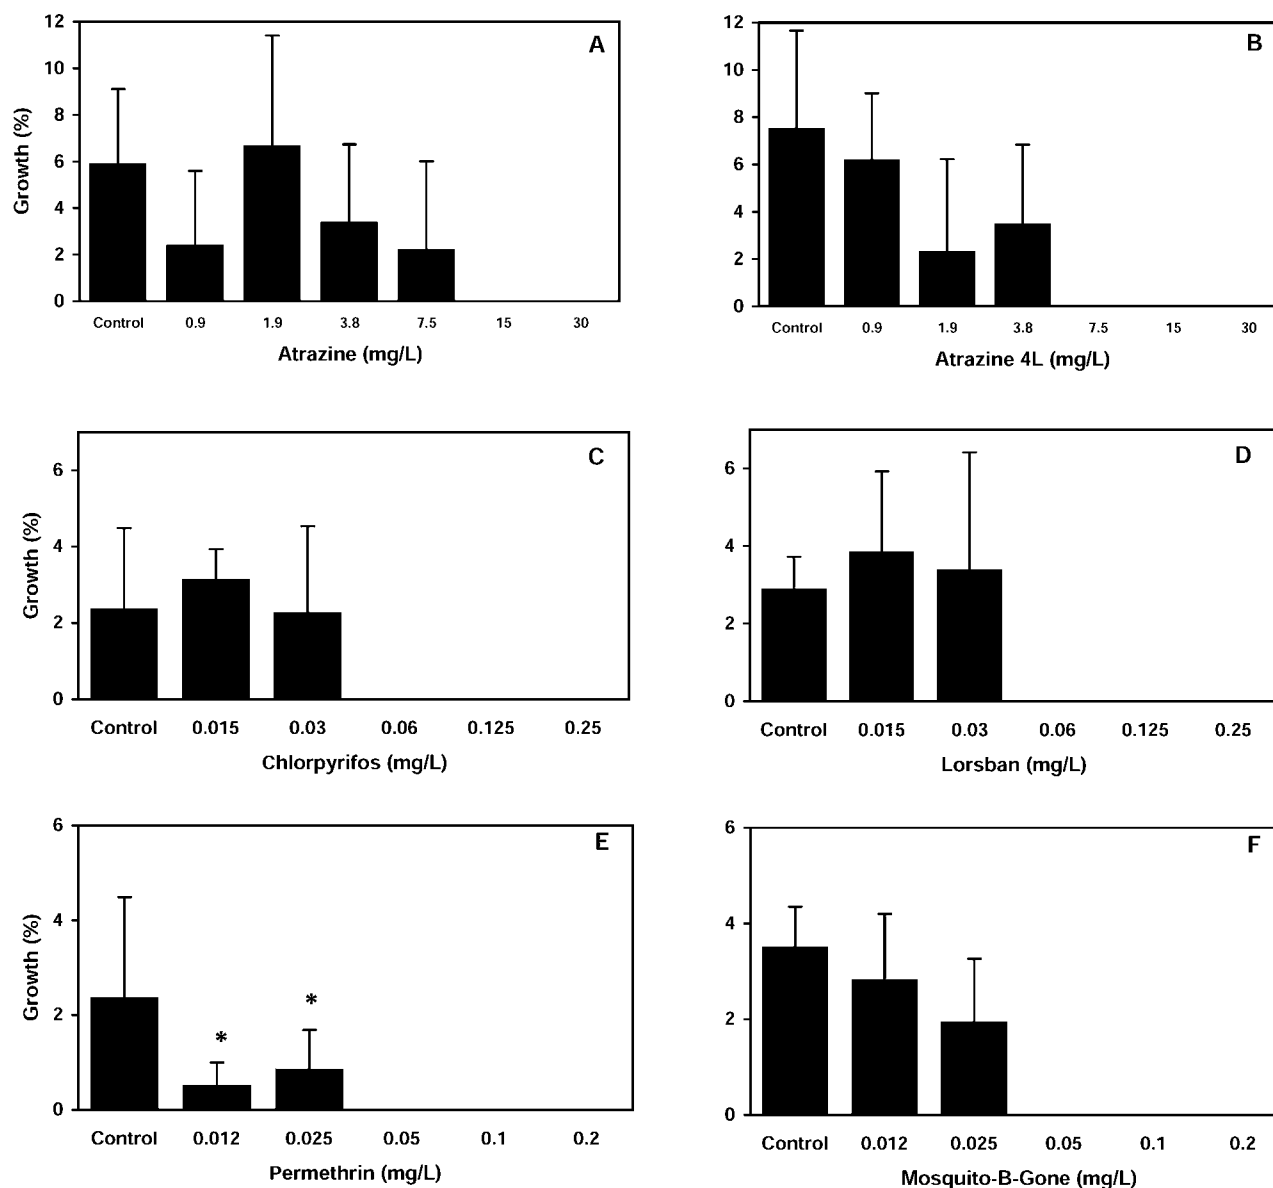 A
12
10
8
6
4
2
0
Growth (%)
Control 0.9 1.9 3.8 7.5 15 30
Atrazine (mg/L)
B
12
10
8
6
4
2
0
Control 0.9 1.9 3.8 7.5 15 30
Atrazine 4L (mg/L)
C
6
4
2
0
Growth (%)
Control 0.015 0.03 0.06 0.125 0.25
Chlorpyrifos (mg/L)
D
6
4
2
0
Control 0.015 0.03 0.06 0.125 0.25
Lorsban (mg/L)
E
6
4
2
0
Growth (%)
* *
Control 0.012 0.025 0.05 0.1 0.2
Permethrin (mg/L)
F
6
4
2
0
Control 0.012 0.025 0.05 0.1 0.2
Mosquito-B-Gone (mg/L)